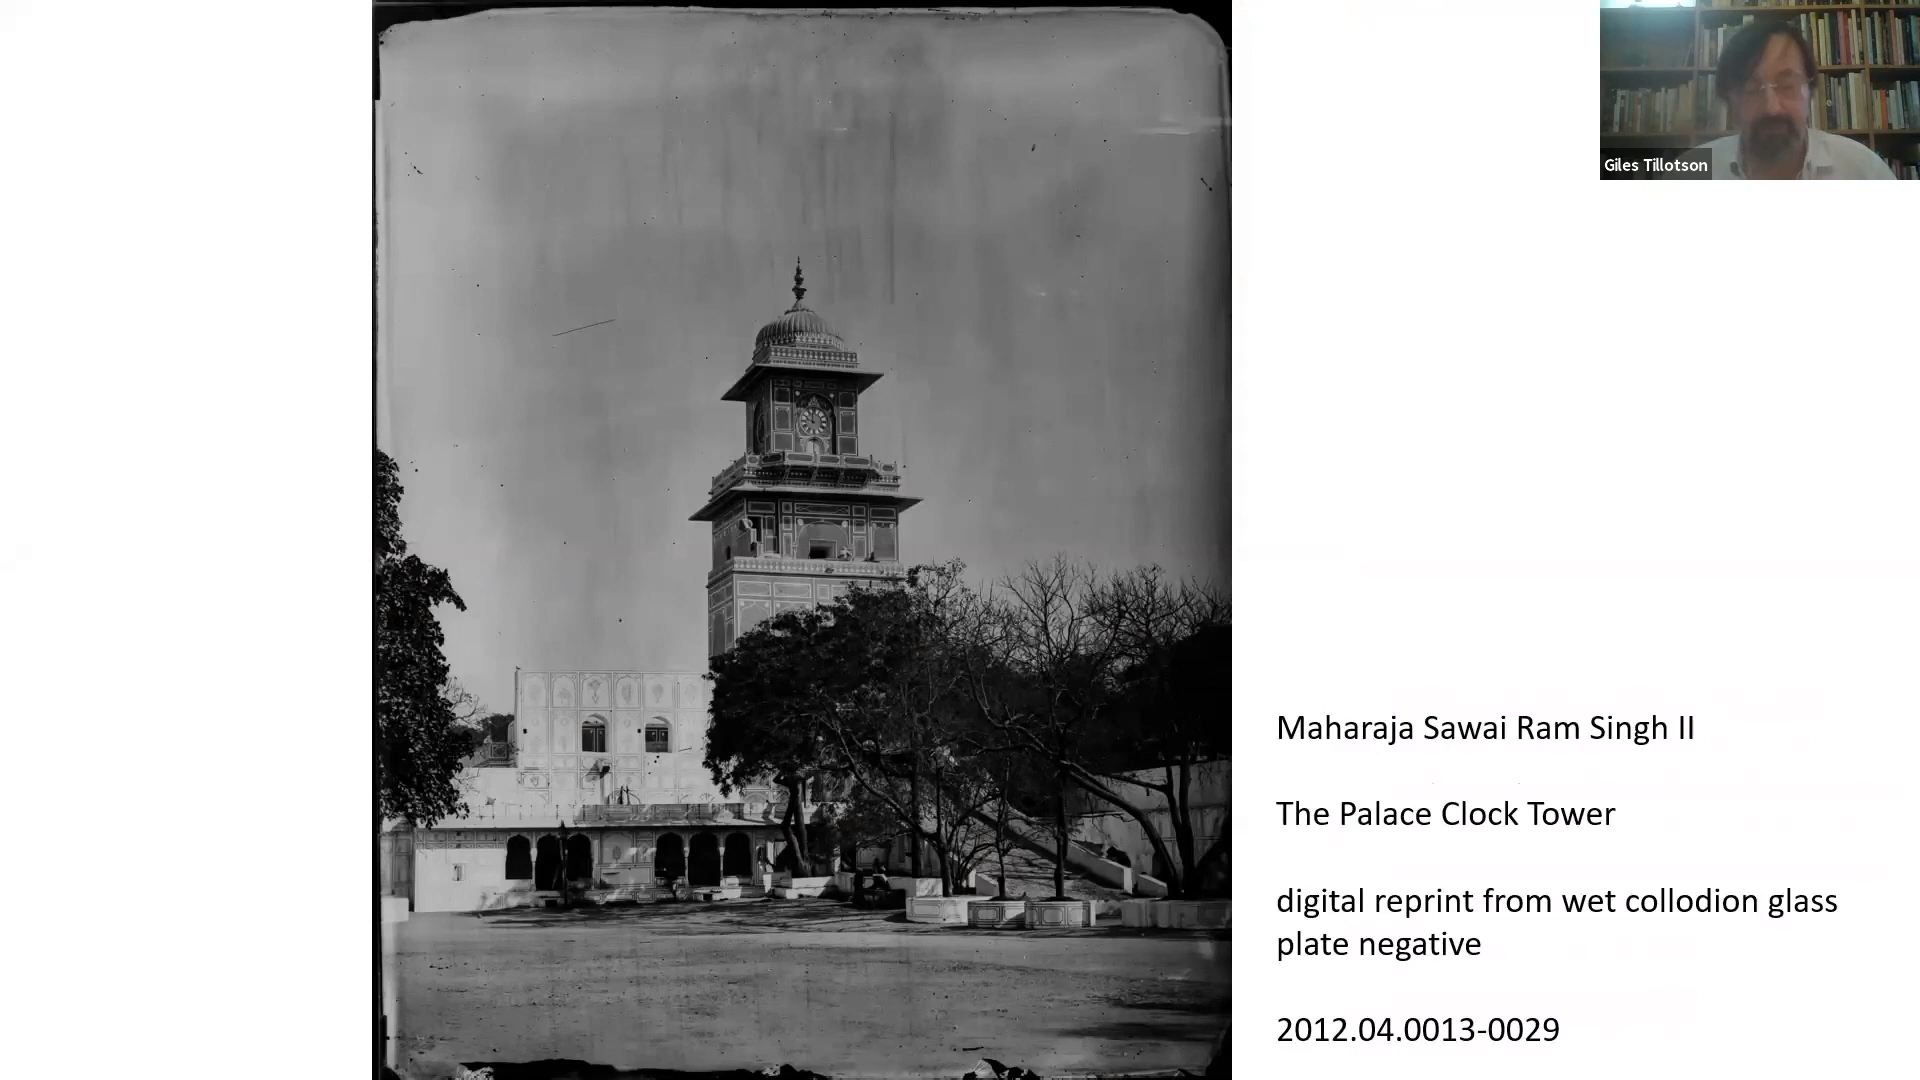 Giles Tillotson
Maharaja Sawai Ram Singh II
The Palace Clock Tower
digital reprint from wet collodion glass
plate negative
2012.04.0013-0029